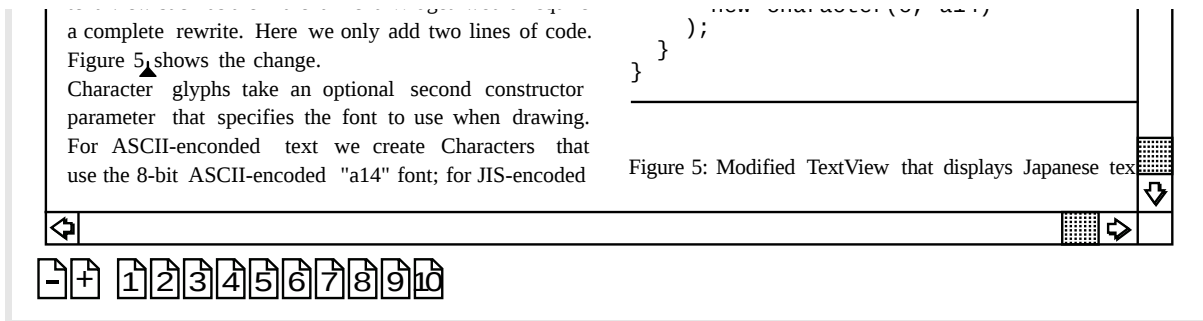 a complete rewrite. Here we only add two lines of code.
Figure 5 shows the change.
Character glyphs take an optional second constructor
parameter that specifies the font to use when drawing.
For ASCII-enconded text we create Characters that
use the 8-bit ASCII-encoded "a14" font; for JIS-encoded
new Character(c, a14)
);
}
}
Figure 5: Modified TextView that displays Japanese tex
- + 1 2 3 4 5 6 7 8 9 10